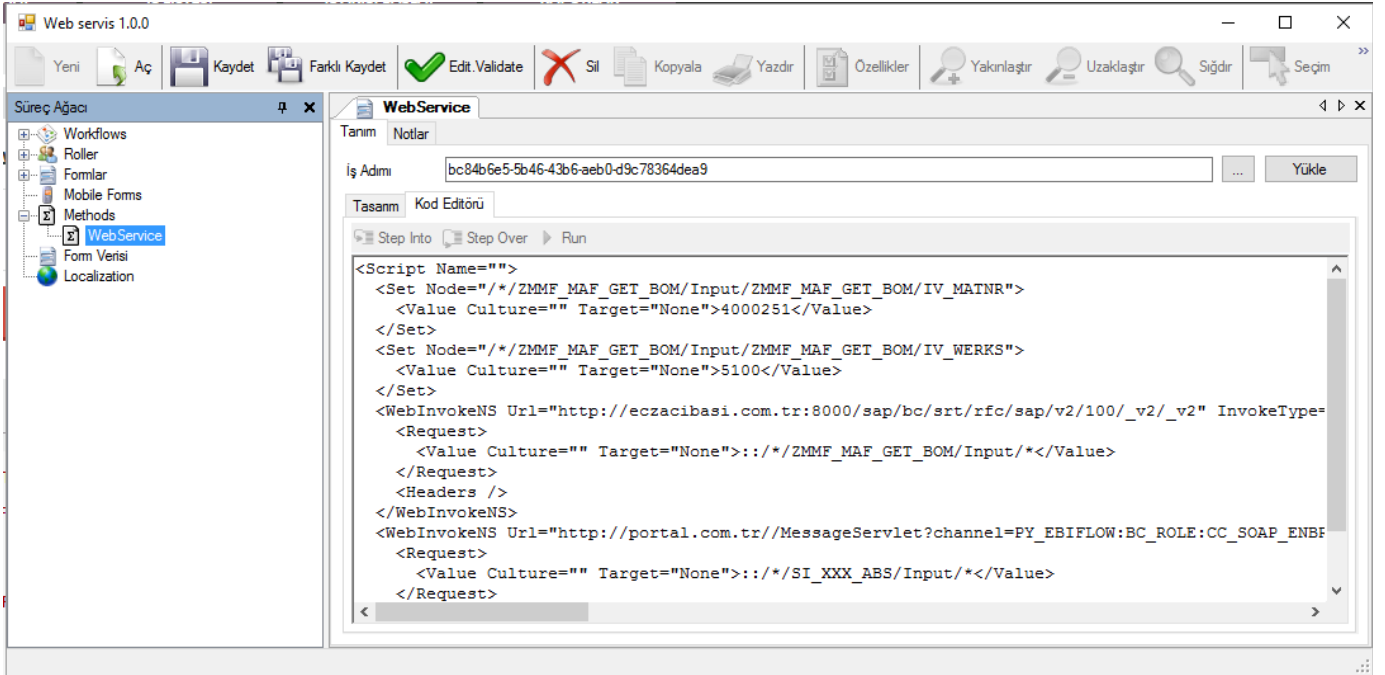 Web servis 1.0.0
Yeni Aç Kaydet Farklı Kaydet Edit.Validate Sil Kopyala Yazdır Özellikler Yakınlaştır Uzaklaştır Sığdır Seçim
Süreç Ağacı
Workflows
Roller
Formlar
Mobile Forms
Methods
WebService
Form Verisi
Localization
WebService
Tanım Notlar
İş Adımı bc84b6e5-5b46-43b6-aeb0-d9c78364dea9 ... Yükle
Tasarım Kod Editörü
Step Into Step Over Run
<Script Name="">
<Set Node="/*/ZMMF_MAF_GET_BOM/Input/ZMMF_MAF_GET_BOM/IV_MATNR">
<Value Culture="" Target="None">4000251</Value>
</Set>
<Set Node="/*/ZMMF_MAF_GET_BOM/Input/ZMMF_MAF_GET_BOM/IV_WERKS">
<Value Culture="" Target="None">5100</Value>
</Set>
<WebInvokeNS Url="http://eczacibasi.com.tr:8000/sap/bc/srt/rfc/sap/v2/100/_v2/_v2" InvokeType=
<Request>
<Value Culture="" Target="None">::/*/ZMMF_MAF_GET_BOM/Input/*</Value>
</Request>
<Headers />
</WebInvokeNS>
<WebInvokeNS Url="http://portal.com.tr//MessageServlet?channel=PY_EBIFLOW:BC_ROLE:CC_SOAP_ENBF
<Request>
<Value Culture="" Target="None">::/*/SI_XXX_ABS/Input/*</Value>
</Request>